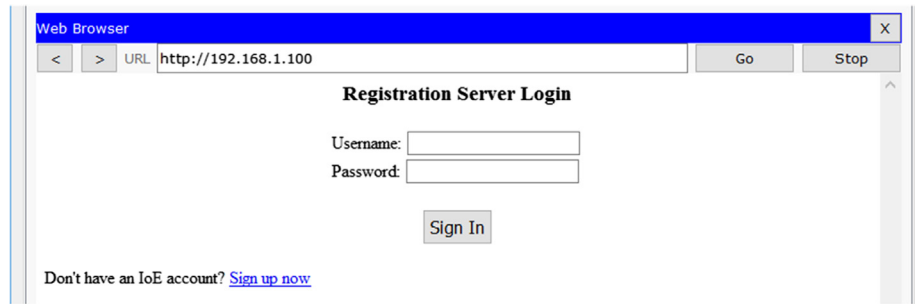 Web Browser X
< > URL http://192.168.1.100 Go Stop
Registration Server Login
Username:
Password:
Sign In
Don't have an IoE account? Sign up now